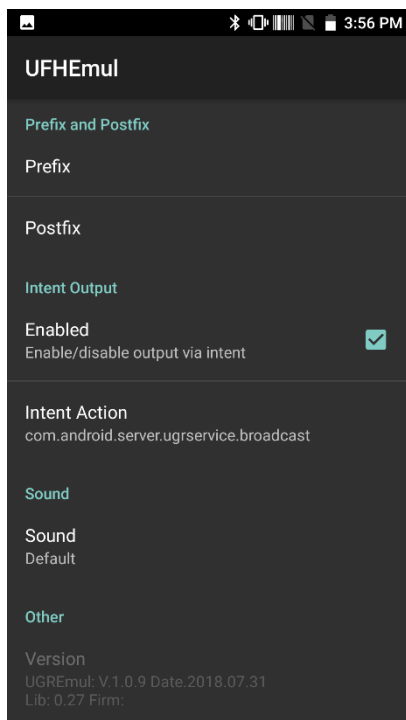 3:56 PM
UFHEmul
Prefix and Postfix
Prefix
Postfix
Intent Output
Enabled
Enable/disable output via intent
Intent Action
com.android.server.ugrservice.broadcast
Sound
Sound
Default
Other
Version
UGREmul: V.1.0.9 Date.2018.07.31
Lib: 0.27 Firm: